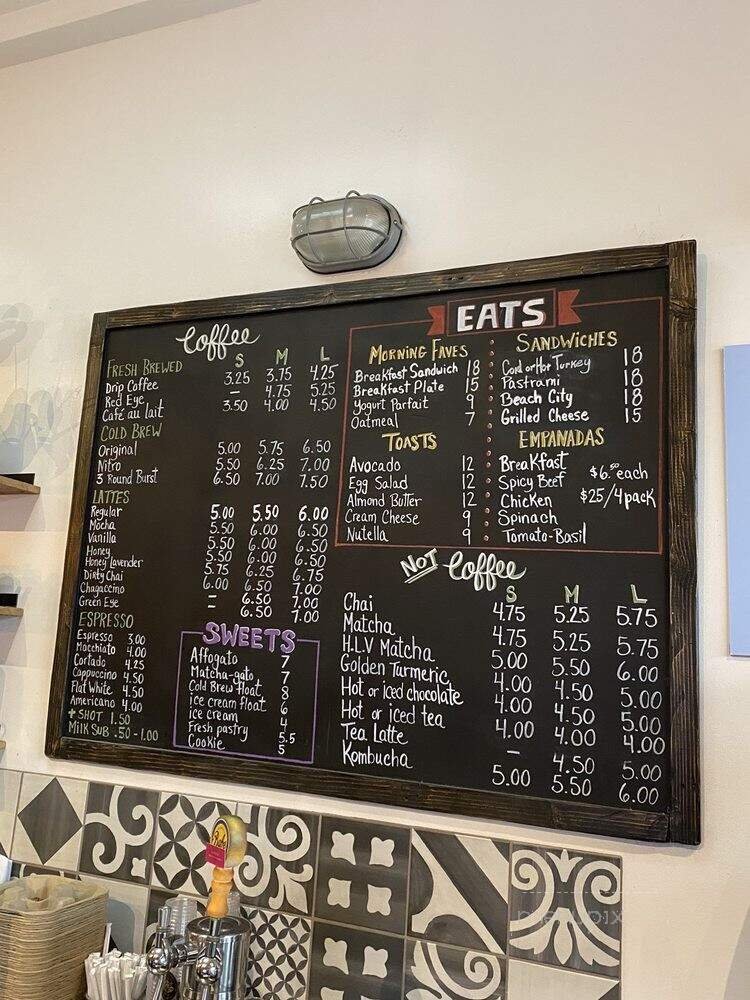 Coffee
S M L
FRESH BREWED
Drip Coffee 3.25 3.75 4.25
Red Eye — 4.75 5.25
Café au lait 3.50 4.00 4.50
COLD BREW
Original 5.00 5.75 6.50
Nitro 5.50 6.25 7.00
3 Round Burst 6.50 7.00 7.50
LATTES
Regular 5.00 5.50 6.00
Mocha 5.50 6.00 6.50
Vanilla 5.50 6.00 6.50
Honey 5.50 6.00 6.50
Honey Lavender 5.75 6.25 6.75
Dirty Chai 6.00 6.50 7.00
Chagaccino – 6.50 7.00
Green Eye – 6.50 7.00
ESPRESSO
Espresso 3.00
Macchiato 4.00
Cortado 4.25
Cappuccino 4.50
Flat White 4.50
Americano 4.00
+ SHOT 1.50
Milk SUB .50 - 1.00
SWEETS
Affogato 7
Matcha-gato 7
Cold Brew Float 8
ice cream float 6
ice cream 4
Fresh pastry 5.5
Cookie 5
EATS
MORNING FAVES
Breakfast Sandwich 18
Breakfast Plate 15
Yogurt Parfait 9
Oatmeal 7
TOASTS
Avocado 12
Egg Salad 12
Almond Butter 12
Cream Cheese 9
Nutella 9
SANDWICHES
Cold or Hot Turkey 18
Pastrami 18
Beach City 18
Grilled Cheese 15
EMPANADAS
Breakfast
Spicy Beef
Chicken
Spinach
Tomato-Basil
$6.50 each
$25/4pack
NOT Coffee
S M L
Chai 4.75 5.25 5.75
Matcha 4.75 5.25 5.75
H.L.V Matcha 5.00 5.50 6.00
Golden Turmeric 4.00 4.50 5.00
Hot or iced chocolate 4.00 4.50 5.00
Hot or iced tea 4.00 4.00 4.00
Tea Latte – 4.50 5.00
Kombucha 5.00 5.50 6.00